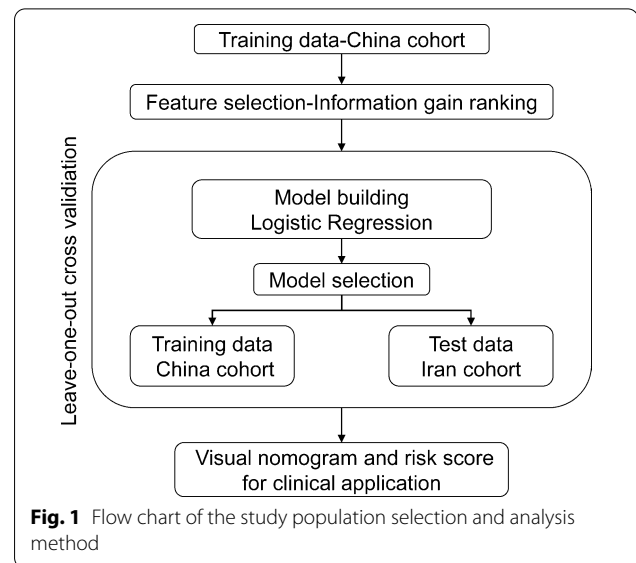 Training data-China cohort
Feature selection-Information gain ranking
Leave-one-out cross validiation
Model building
Logistic Regression
Model selection
Training data
China cohort
Test data
Iran cohort
Visual nomogram and risk score
for clinical application
Fig. 1 Flow chart of the study population selection and analysis
method